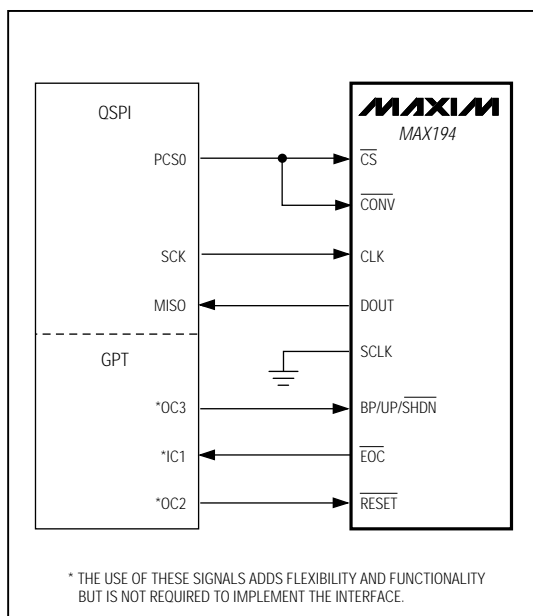 QSPI
MAXIM
MAX194
PCS0
CS
CONV
SCK
CLK
MISO
DOUT
SCLK
GPT
*OC3
BP/UP/SHDN
*IC1
EOC
*OC2
RESET
* THE USE OF THESE SIGNALS ADDS FLEXIBILITY AND FUNCTIONALITY
BUT IS NOT REQUIRED TO IMPLEMENT THE INTERFACE.